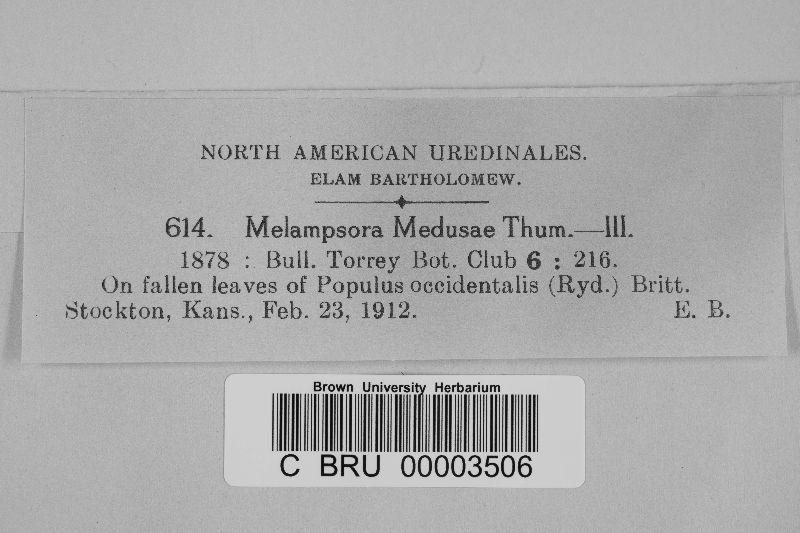 NORTH AMERICAN UREDINALES.
ELAM BARTHOLOMEW.
614. Melampsora Medusae Thum.—III.
1878 : Bull. Torrey Bot. Club 6 : 216.
On fallen leaves of Populus occidentalis (Ryd.) Britt.
Stockton, Kans., Feb. 23, 1912. E. B.
Brown University Herbarium
C BRU 00003506